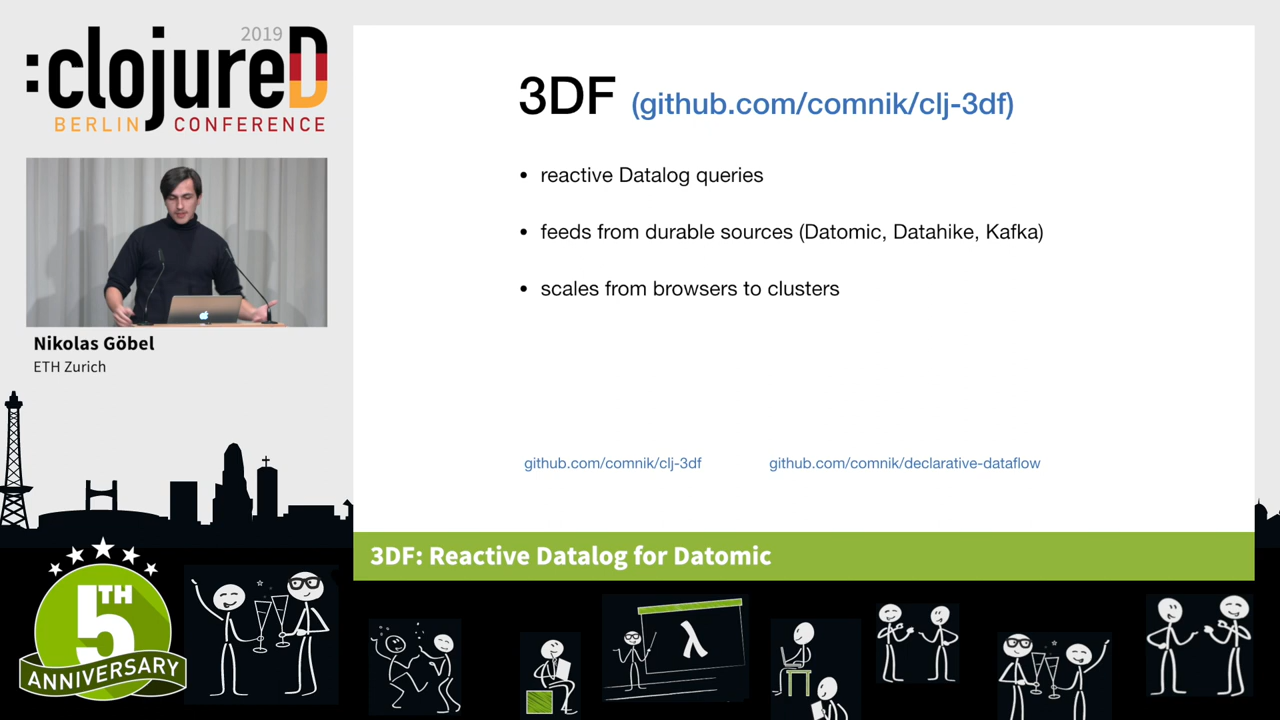 2019
:clojureD
BERLIN CONFERENCE
Nikolas Göbel
ETH Zurich
3DF (github.com/comnik/clj-3df)
• reactive Datalog queries
• feeds from durable sources (Datomic, Datahike, Kafka)
• scales from browsers to clusters
github.com/comnik/clj-3df
github.com/comnik/declarative-dataflow
3DF: Reactive Datalog for Datomic
5TH
ANNIVERSARY
λ